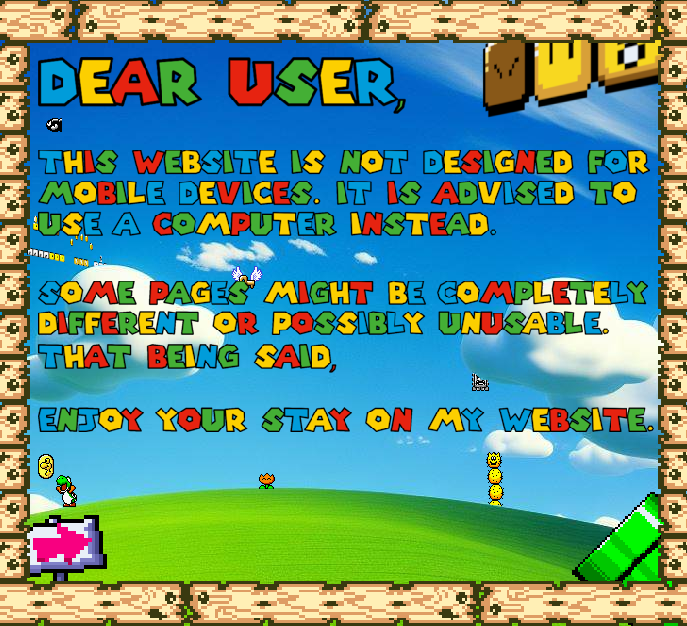 DEAR USER,
THIS WEBSITE IS NOT DESIGNED FOR
MOBILE DEVICES. IT IS ADVISED TO
USE A COMPUTER INSTEAD.
SOME PAGES MIGHT BE COMPLETELY
DIFFERENT OR POSSIBLY UNUSABLE.
THAT BEING SAID,
ENJOY YOUR STAY ON MY WEBSITE.